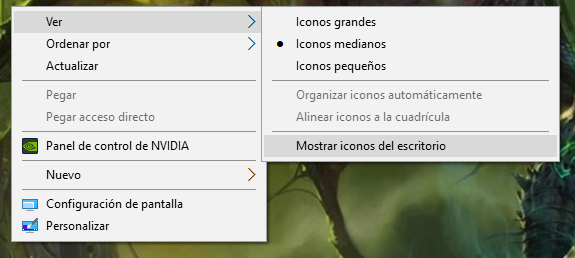 Ver
Ordenar por
Actualizar
Pegar
Pegar acceso directo
Panel de control de NVIDIA
Nuevo
Configuración de pantalla
Personalizar
Iconos grandes
Iconos medianos
Iconos pequeños
Organizar iconos automáticamente
Alinear iconos a la cuadrícula
Mostrar iconos del escritorio